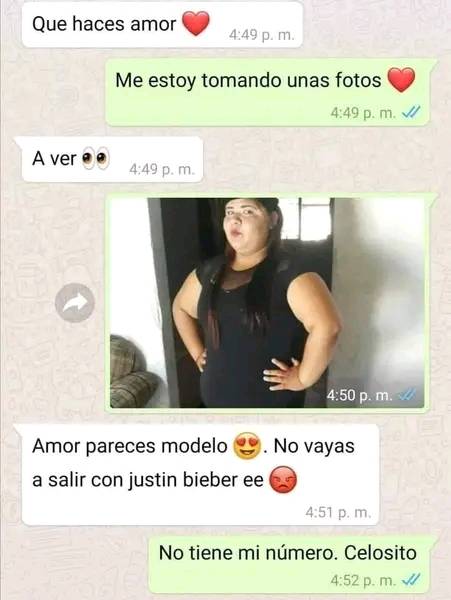 Que haces amor ❤️
4:49 p. m.
Me estoy tomando unas fotos ❤️
4:49 p. m.
A ver 👀
4:49 p. m.
4:50 p. m.
Amor pareces modelo 😍. No vayas
a salir con justin bieber ee 😡
4:51 p. m.
No tiene mi número. Celosito
4:52 p. m.